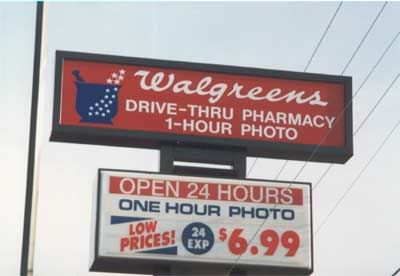 Walgreens
DRIVE-THRU PHARMACY
1-HOUR PHOTO
OPEN 24 HOURS
ONE HOUR PHOTO
LOW
PRICES!
24
EXP
$6.99